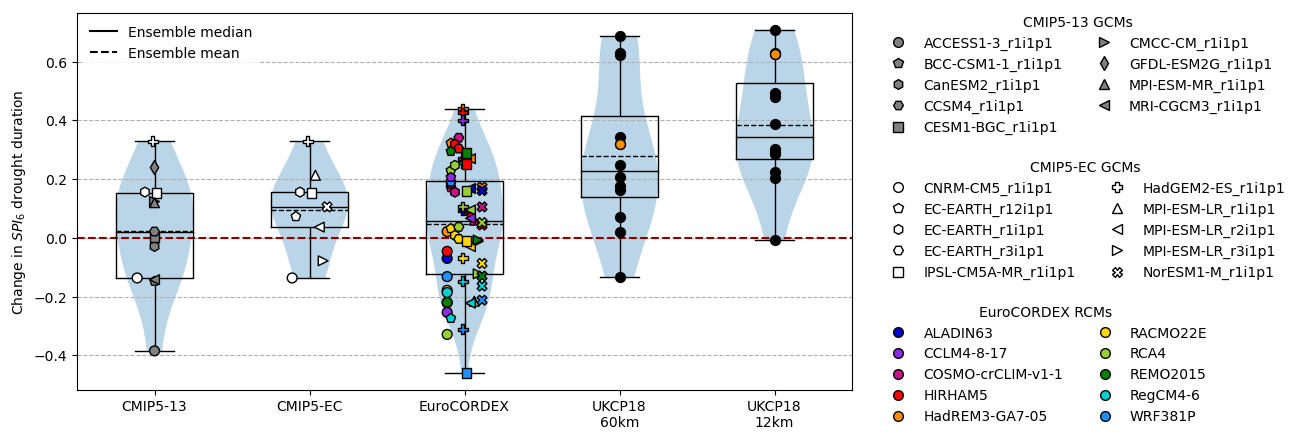 Ensemble median
Ensemble mean
Change in SPI6 drought duration
0.6
0.4
0.2
0.0
−0.2
−0.4
CMIP5-13
CMIP5-EC
EuroCORDEX
UKCP18
60km
UKCP18
12km
CMIP5-13 GCMs
ACCESS1-3_r1i1p1
BCC-CSM1-1_r1i1p1
CanESM2_r1i1p1
CCSM4_r1i1p1
CESM1-BGC_r1i1p1
CMCC-CM_r1i1p1
GFDL-ESM2G_r1i1p1
MPI-ESM-MR_r1i1p1
MRI-CGCM3_r1i1p1
CMIP5-EC GCMs
CNRM-CM5_r1i1p1
EC-EARTH_r12i1p1
EC-EARTH_r1i1p1
EC-EARTH_r3i1p1
IPSL-CM5A-MR_r1i1p1
HadGEM2-ES_r1i1p1
MPI-ESM-LR_r1i1p1
MPI-ESM-LR_r2i1p1
MPI-ESM-LR_r3i1p1
NorESM1-M_r1i1p1
EuroCORDEX RCMs
ALADIN63
CCLM4-8-17
COSMO-crCLIM-v1-1
HIRHAM5
HadREM3-GA7-05
RACMO22E
RCA4
REMO2015
RegCM4-6
WRF381P